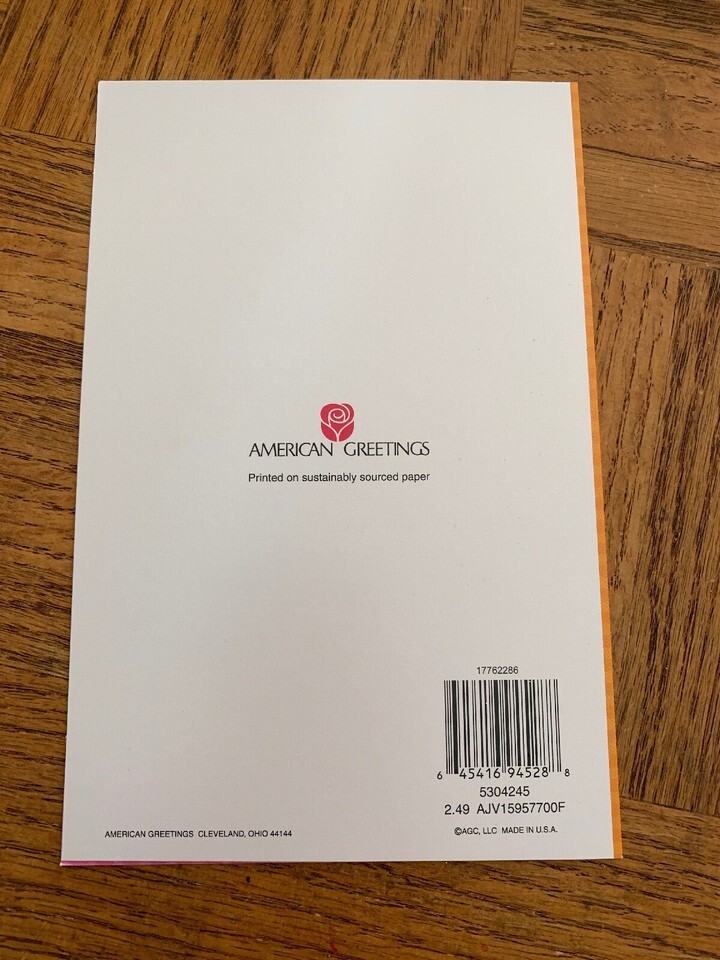 AMERICAN GREETINGS
Printed on sustainably sourced paper
17762286
6 45416 94528 8
5304245
2.49 AJV15957700F
AMERICAN GREETINGS CLEVELAND, OHIO 44144
©AGC, LLC MADE IN U.S.A.